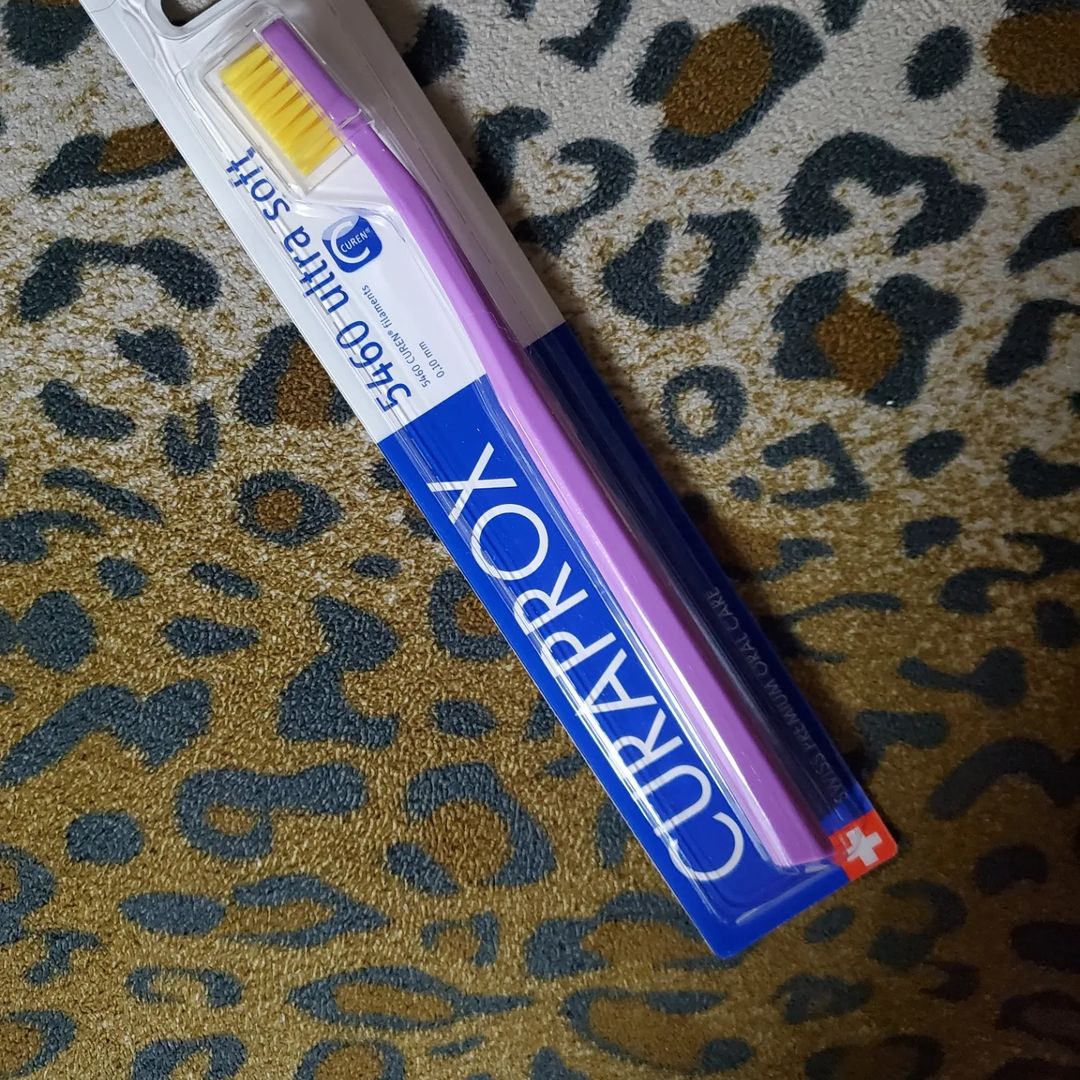 CURAPROX
5460 ultra soft
5460 CUREN® filaments
0,10 mm
CUREN®
SWISS PREMIUM ORAL CARE